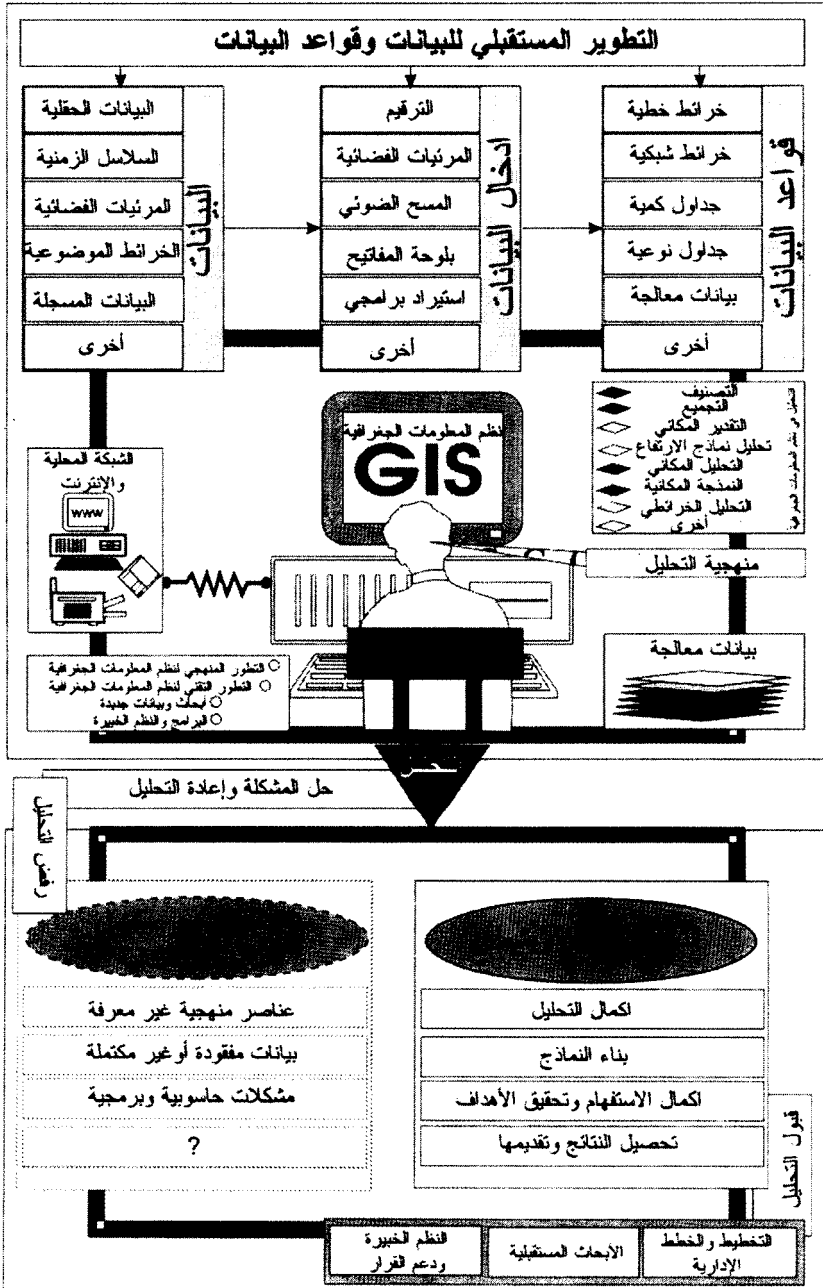 التطوير المستقبلي للبيانات وقواعد البيانات
قواعد البيانات
خرائط خطية
خرائط شبكية
جداول كمية
جداول نوعية
بيانات معالجة
أخرى
ادخال البيانات
الترقيم
المرئيات الفضائية
المسح الضوئي
بلوحة المفاتيح
استيراد برامجي
أخرى
البيانات
البيانات الحقلية
السلاسل الزمنية
المرئيات الفضائية
الخرائط الموضوعية
البيانات المسجلة
أخرى
التصنيف
التجميع
التقدير المكاني
تحليل نماذج الارتفاع
التحليل المكاني
النمذجة المكانية
التحليل الخرائطي
أخرى
منهجية التحليل
بيانات معالجة
نظم المعلومات الجغرافية
GIS
الشبكة المحلية
والإنترنت
WWW
التطور المنهجي لنظم المعلومات الجغرافية
التطور التقني لنظم المعلومات الجغرافية
أبحاث وبيانات جديدة
البرامج والنظم الخبيرة
حل المشكلة وإعادة التحليل
رفض التحليل
اكمال التحليل
بناء النماذج
اكمال الاستفهام وتحقيق الأهداف
تحصيل النتائج وتقديمها
قبول التحليل
عناصر منهجية غير معرفة
بيانات مفقودة أوغير مكتملة
مشكلات حاسوبية وبرمجية
?
التخطيط والخطط
الإدارية
الأبحاث المستقبلية
النظم الخبيرة
ودعم القرار